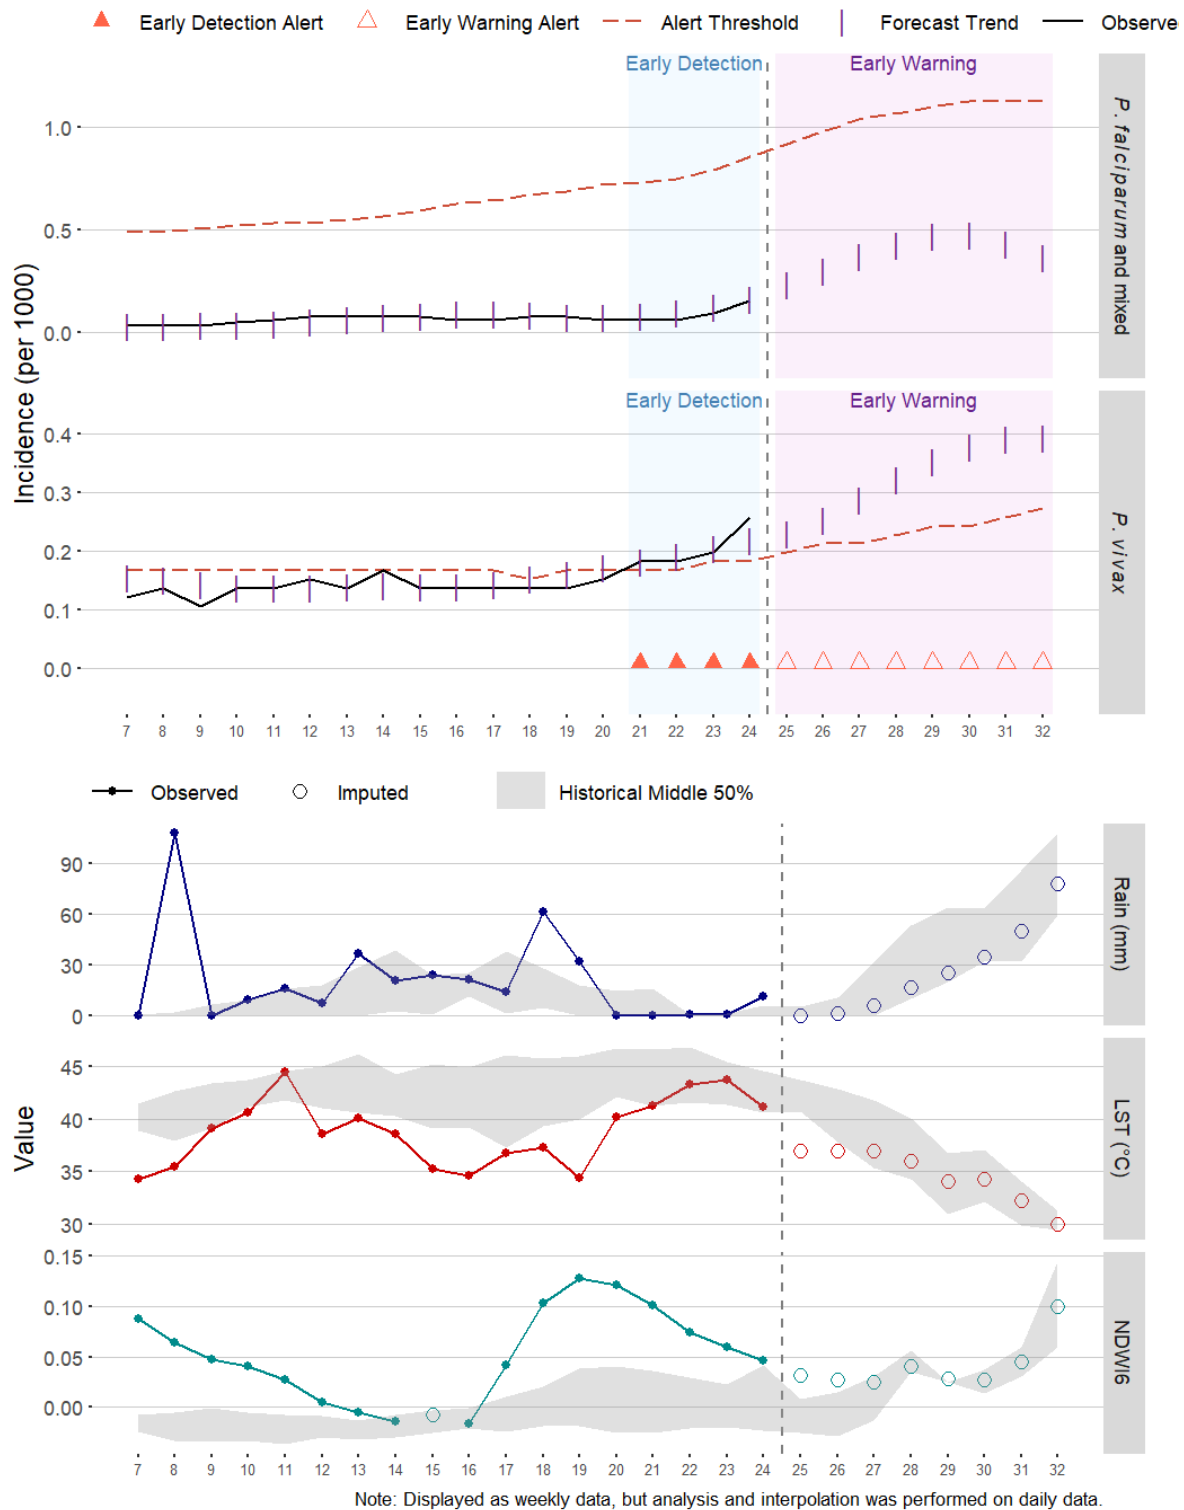 Early Detection Alert Early Warning Alert Alert Threshold Forecast Trend Observe
Early Detection Early Warning
1.0
0.5
0.0
P. falciparum and mixed
Incidence (per 1000)
Early Detection Early Warning
0.4
0.3
0.2
0.1
0.0
P. vivax
7 8 9 10 11 12 13 14 15 16 17 18 19 20 21 22 23 24 25 26 27 28 29 30 31 32
Observed Imputed Historical Middle 50%
90
60
30
0
Rain (mm)
Value
45
40
35
30
LST (°C)
0.15
0.10
0.05
0.00
NDWI6
7 8 9 10 11 12 13 14 15 16 17 18 19 20 21 22 23 24 25 26 27 28 29 30 31 32
Note: Displayed as weekly data, but analysis and interpolation was performed on daily data.